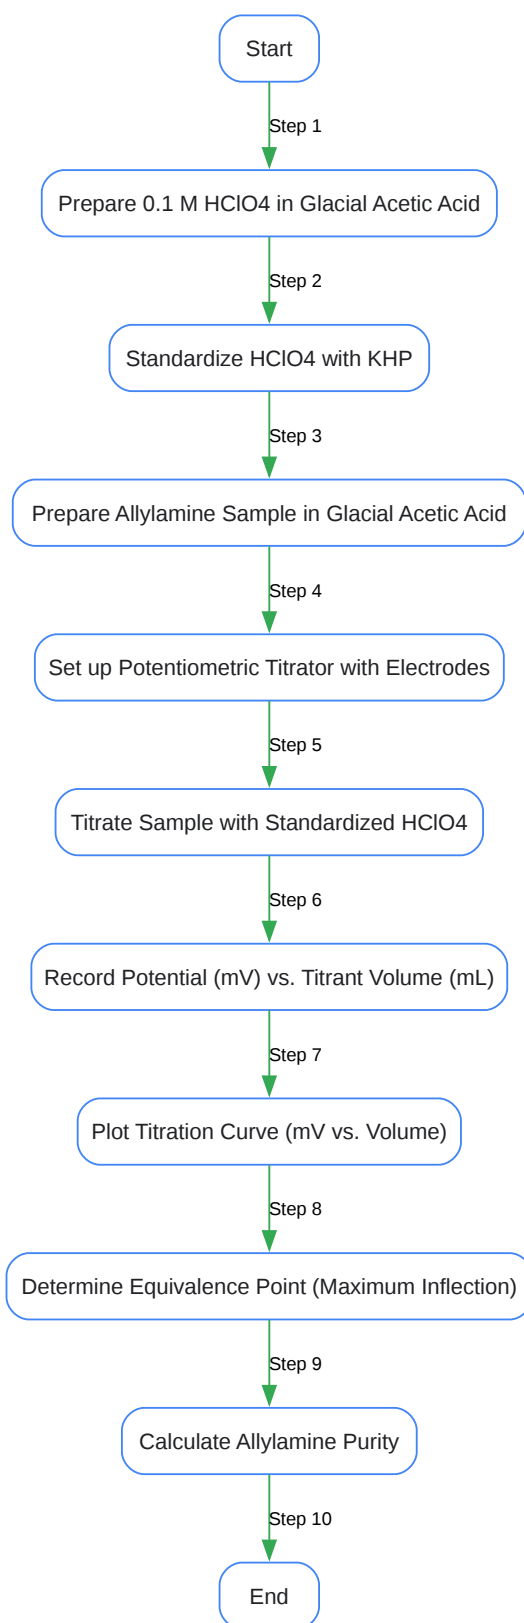 Start
Step 1
Prepare 0.1 M HClO4 in Glacial Acetic Acid
Step 2
Standardize HClO4 with KHP
Step 3
Prepare Allylamine Sample in Glacial Acetic Acid
Step 4
Set up Potentiometric Titrator with Electrodes
Step 5
Titrate Sample with Standardized HClO4
Step 6
Record Potential (mV) vs. Titrant Volume (mL)
Step 7
Plot Titration Curve (mV vs. Volume)
Step 8
Determine Equivalence Point (Maximum Inflection)
Step 9
Calculate Allylamine Purity
Step 10
End